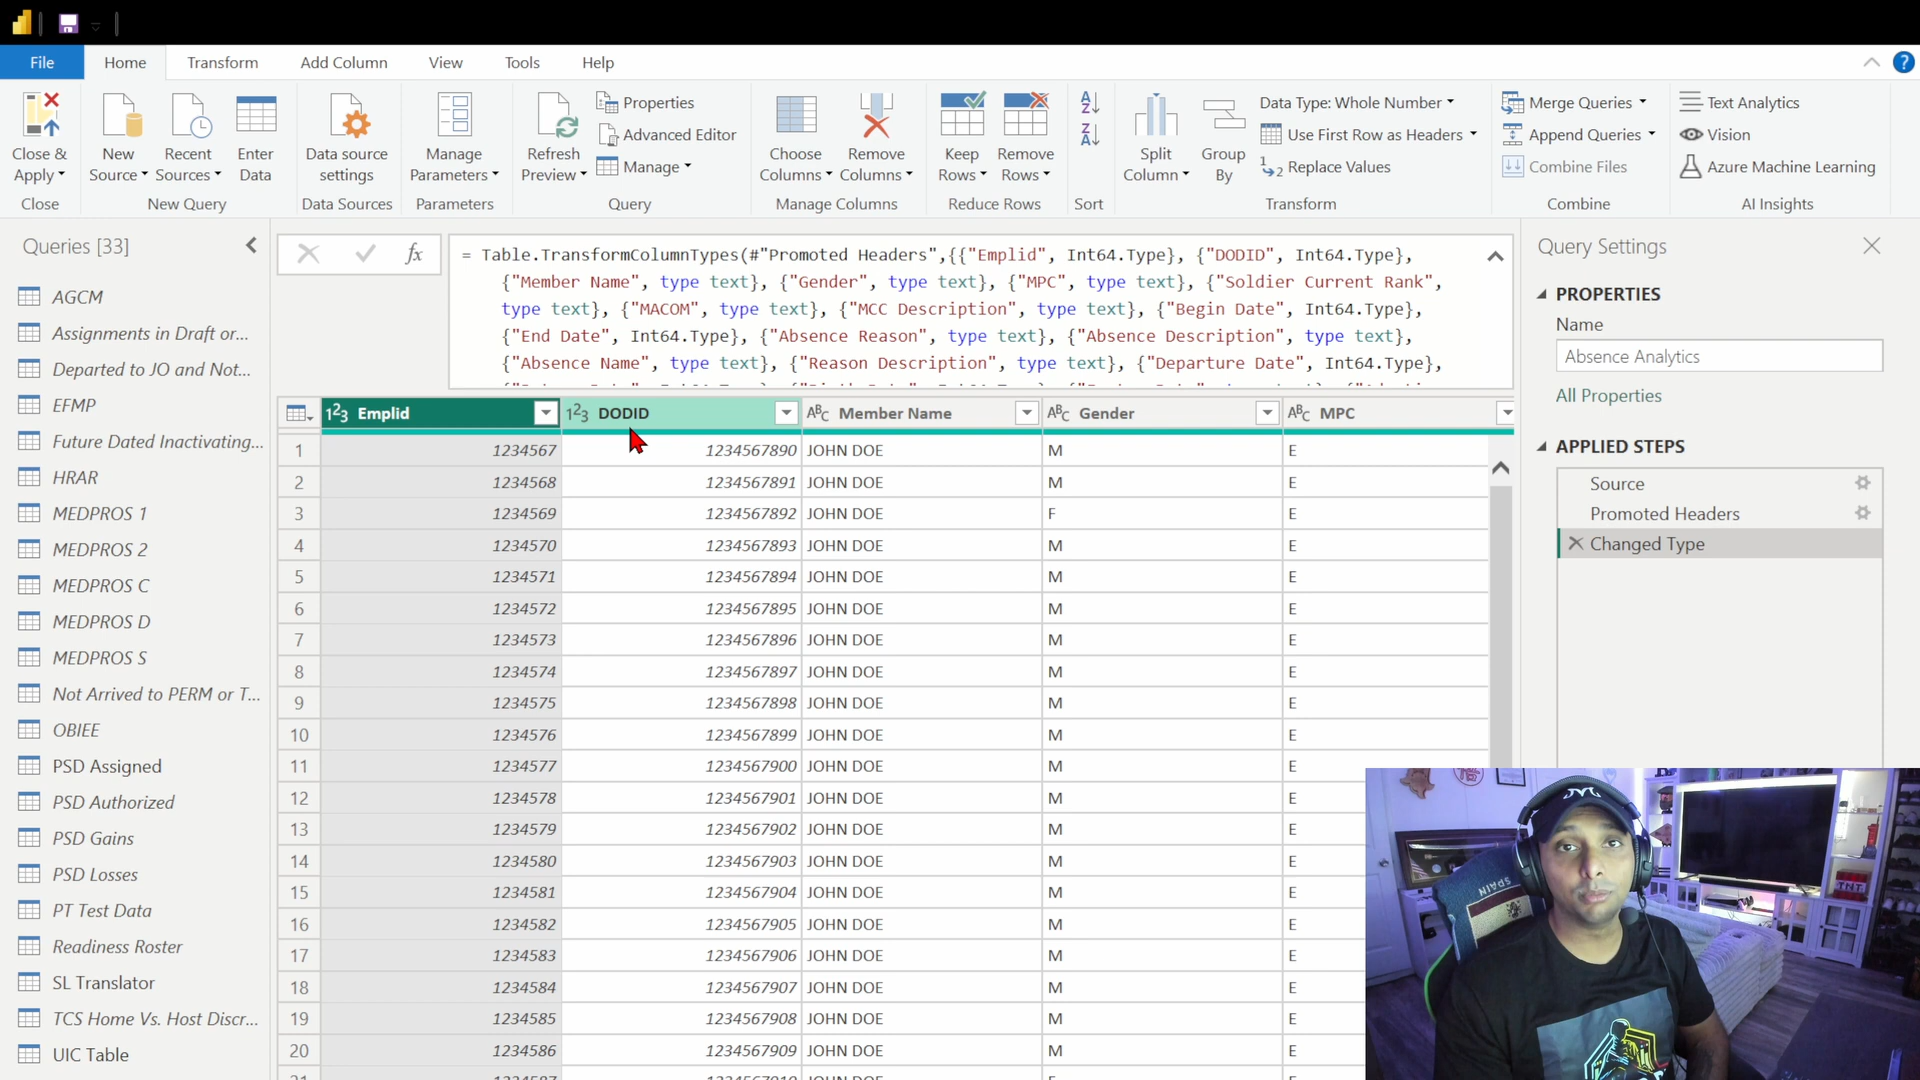 File Home Transform Add Column View Tools Help
Close & Apply
New Source
Recent Sources
Enter Data
Data source settings
Manage Parameters
Refresh Preview
Properties
Advanced Editor
Manage
Choose Columns
Remove Columns
Keep Rows
Remove Rows
Split Column
Group By
Data Type: Whole Number
Use First Row as Headers
Replace Values
Merge Queries
Append Queries
Combine Files
Text Analytics
Vision
Azure Machine Learning
Close New Query Data Sources Parameters Query Manage Columns Reduce Rows Sort Transform Combine AI Insights
Queries [33]
AGCM
Assignments in Draft or...
Departed to JO and Not...
EFMP
Future Dated Inactivating...
HRAR
MEDPROS 1
MEDPROS 2
MEDPROS C
MEDPROS D
MEDPROS S
Not Arrived to PERM or T...
OBIEE
PSD Assigned
PSD Authorized
PSD Gains
PSD Losses
PT Test Data
Readiness Roster
SL Translator
TCS Home Vs. Host Discr...
UIC Table
fx
= Table.TransformColumnTypes(#"Promoted Headers",{{"Emplid", Int64.Type}, {"DODID", Int64.Type},
{"Member Name", type text}, {"Gender", type text}, {"MPC", type text}, {"Soldier Current Rank",
type text}, {"MACOM", type text}, {"MCC Description", type text}, {"Begin Date", Int64.Type},
{"End Date", Int64.Type}, {"Absence Reason", type text}, {"Absence Description", type text},
{"Absence Name", type text}, {"Reason Description", type text}, {"Departure Date", Int64.Type},
123 Emplid 123 DODID ABC Member Name ABC Gender ABC MPC
1 1234567 1234567890 JOHN DOE M E
2 1234568 1234567891 JOHN DOE M E
3 1234569 1234567892 JOHN DOE F E
4 1234570 1234567893 JOHN DOE M E
5 1234571 1234567894 JOHN DOE M E
6 1234572 1234567895 JOHN DOE M E
7 1234573 1234567896 JOHN DOE M E
8 1234574 1234567897 JOHN DOE M E
9 1234575 1234567898 JOHN DOE M E
10 1234576 1234567899 JOHN DOE M E
11 1234577 1234567900 JOHN DOE M E
12 1234578 1234567901 JOHN DOE M E
13 1234579 1234567902 JOHN DOE M E
14 1234580 1234567903 JOHN DOE M E
15 1234581 1234567904 JOHN DOE M E
16 1234582 1234567905 JOHN DOE M E
17 1234583 1234567906 JOHN DOE M E
18 1234584 1234567907 JOHN DOE M E
19 1234585 1234567908 JOHN DOE M E
20 1234586 1234567909 JOHN DOE M E
Query Settings
PROPERTIES
Name
Absence Analytics
All Properties
APPLIED STEPS
Source
Promoted Headers
Changed Type
SPAIN
TNT